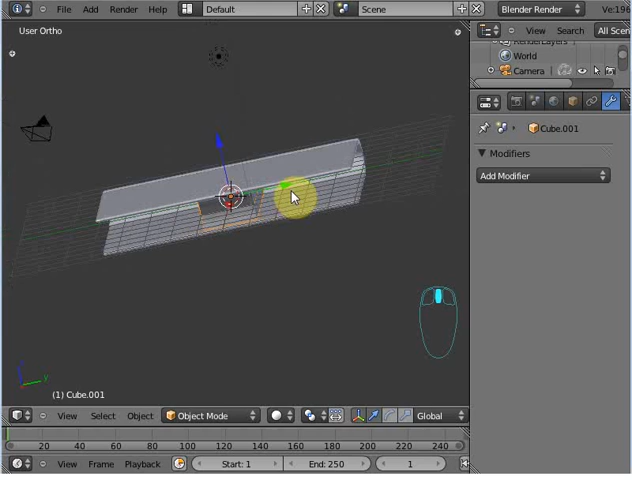 File Add Render Help Default Scene Blender Render Ve:196
User Ortho
View Search All Scen
World
Camera
Cube.001
Modifiers
Add Modifier
(1) Cube.001
View Select Object Object Mode Global
20 40 60 80 100 120 140 160 180 200 220 240
View Frame Playback Start: 1 End: 250 1